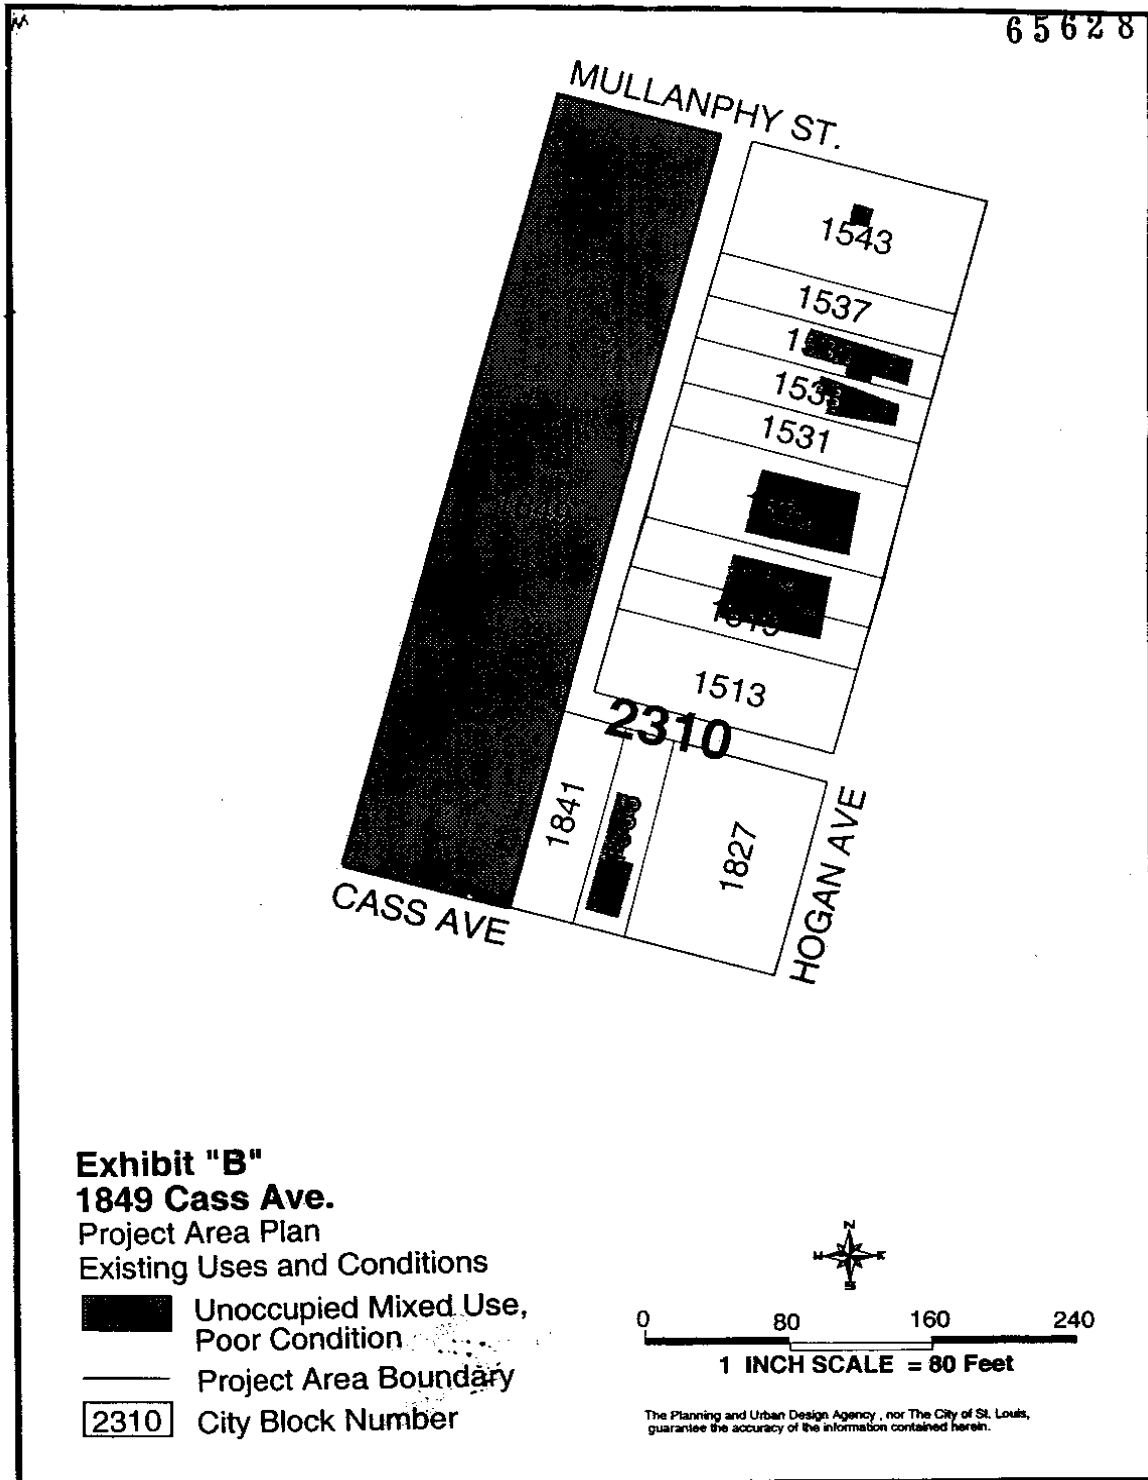 65628
MULLANPHY ST.
1543
1537
1531
1513
2310
1841
1827
HOGAN AVE
CASS AVE
Exhibit "B"
1849 Cass Ave.
Project Area Plan
Existing Uses and Conditions
Unoccupied Mixed Use,
Poor Condition
Project Area Boundary
2310 City Block Number
N
0 80 160 240
1 INCH SCALE = 80 Feet
The Planning and Urban Design Agency , nor The City of St. Louis,
guarantee the accuracy of the information contained herein.